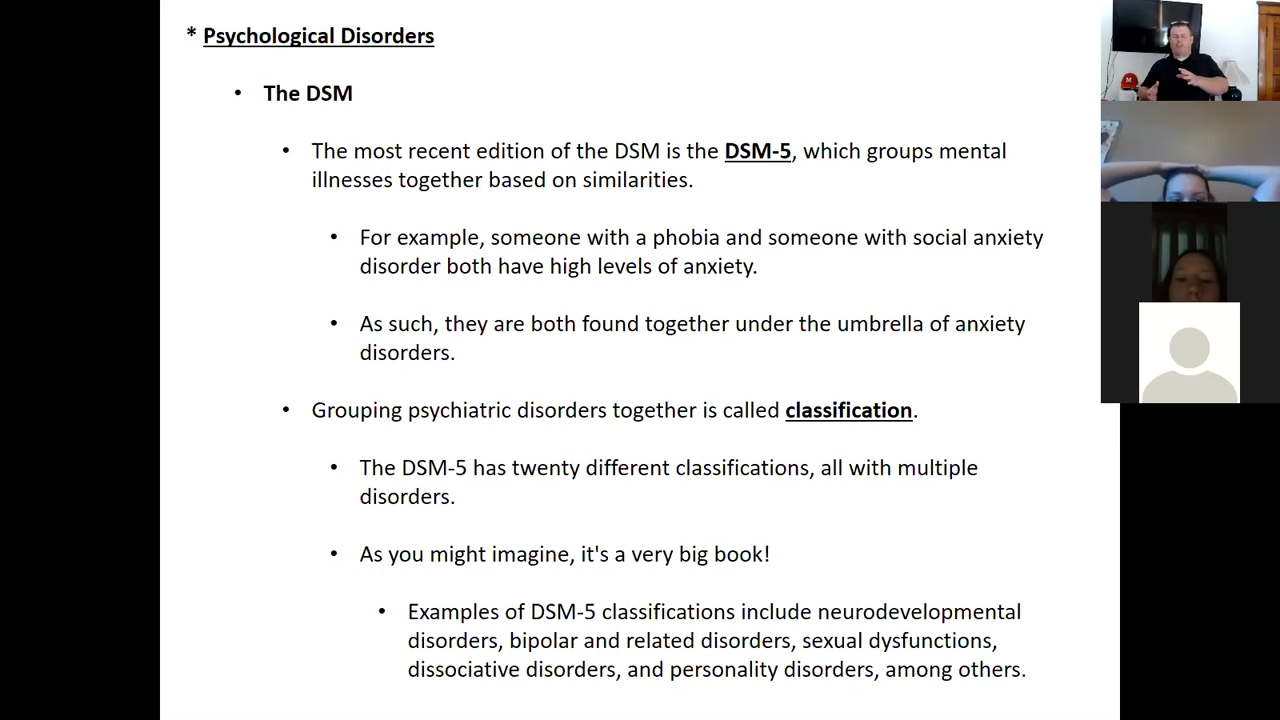 * Psychological Disorders
• The DSM
• The most recent edition of the DSM is the DSM-5, which groups mental
illnesses together based on similarities.
• For example, someone with a phobia and someone with social anxiety
disorder both have high levels of anxiety.
• As such, they are both found together under the umbrella of anxiety
disorders.
• Grouping psychiatric disorders together is called classification.
• The DSM-5 has twenty different classifications, all with multiple
disorders.
• As you might imagine, it's a very big book!
• Examples of DSM-5 classifications include neurodevelopmental
disorders, bipolar and related disorders, sexual dysfunctions,
dissociative disorders, and personality disorders, among others.
M